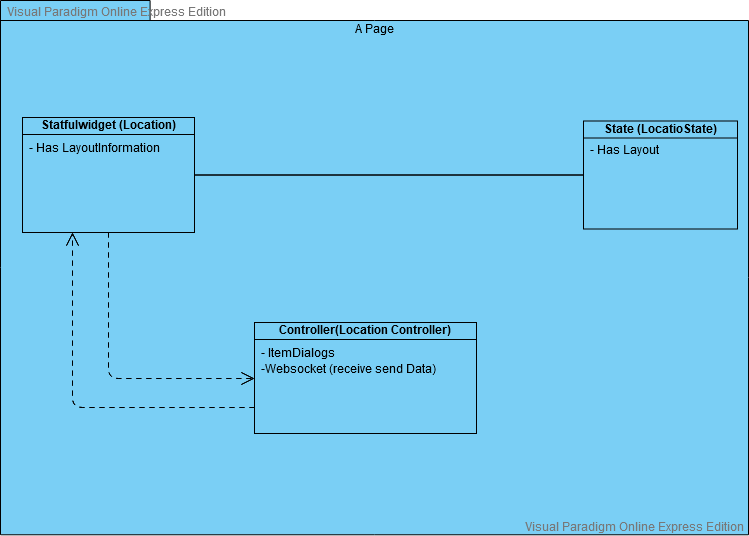 Visual Paradigm Online Express Edition
A Page
Statfulwidget (Location)
- Has LayoutInformation
State (LocatioState)
- Has Layout
Controller(Location Controller)
- ItemDialogs
-Websocket (receive send Data)
Visual Paradigm Online Express Edition